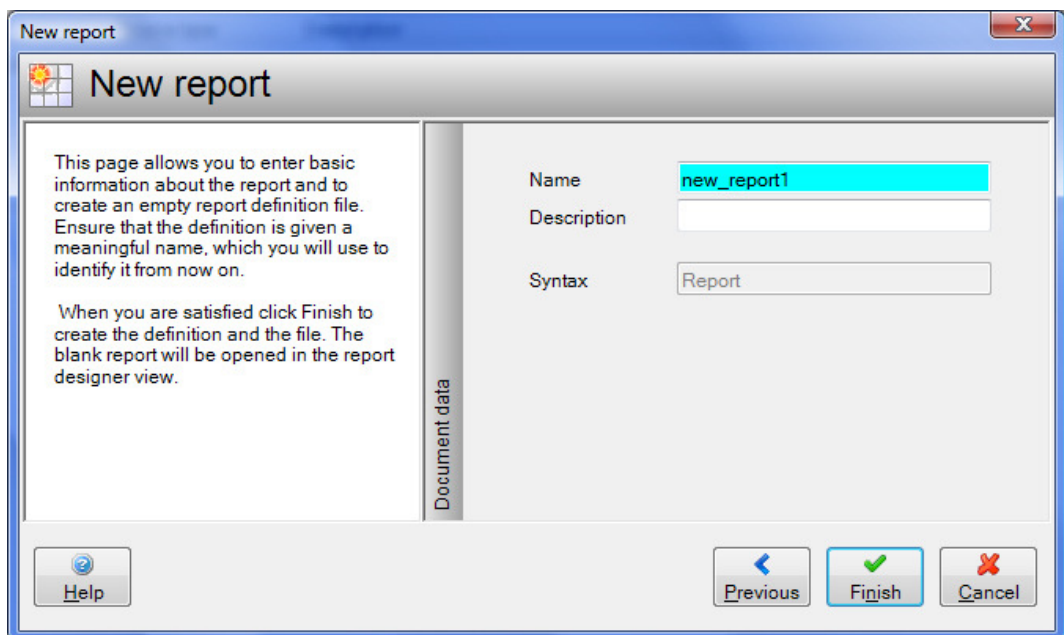 New report
New report
This page allows you to enter basic
information about the report and to
create an empty report definition file.
Ensure that the definition is given a
meaningful name, which you will use to
identify it from now on.
When you are satisfied click Finish to
create the definition and the file. The
blank report will be opened in the report
designer view.
Document data
Name new_report1
Description
Syntax Report
Help Previous Finish Cancel